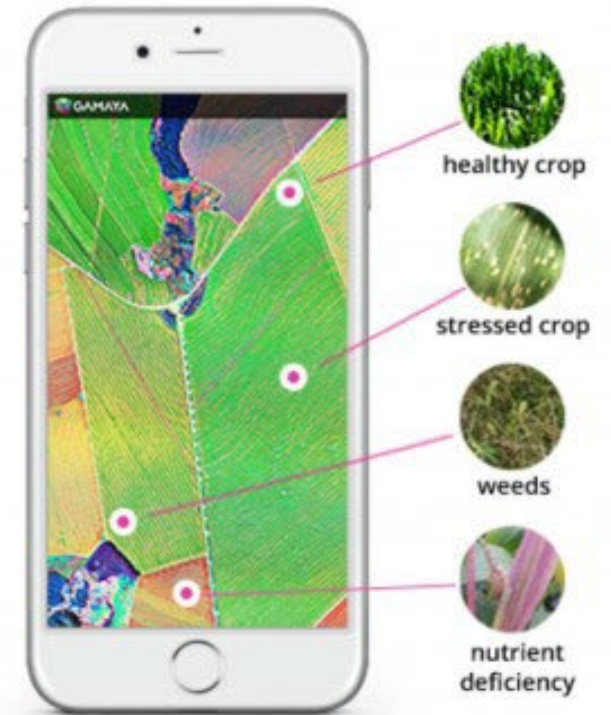 GAMAYA
healthy crop
stressed crop
weeds
nutrient
deficiency